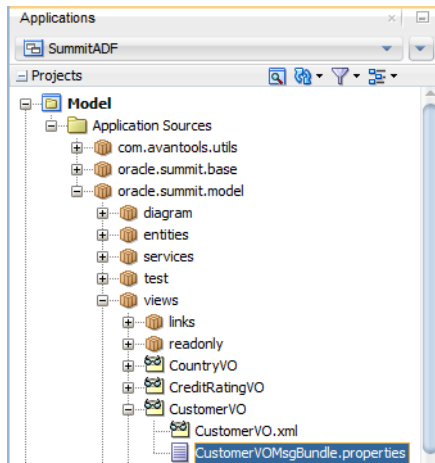 Applications
SummitADF
Projects
Model
Application Sources
com.avantools.utils
oracle.summit.base
oracle.summit.model
diagram
entities
services
test
views
links
readonly
CountryVO
CreditRatingVO
CustomerVO
CustomerVO.xml
CustomerVOMsgBundle.properties